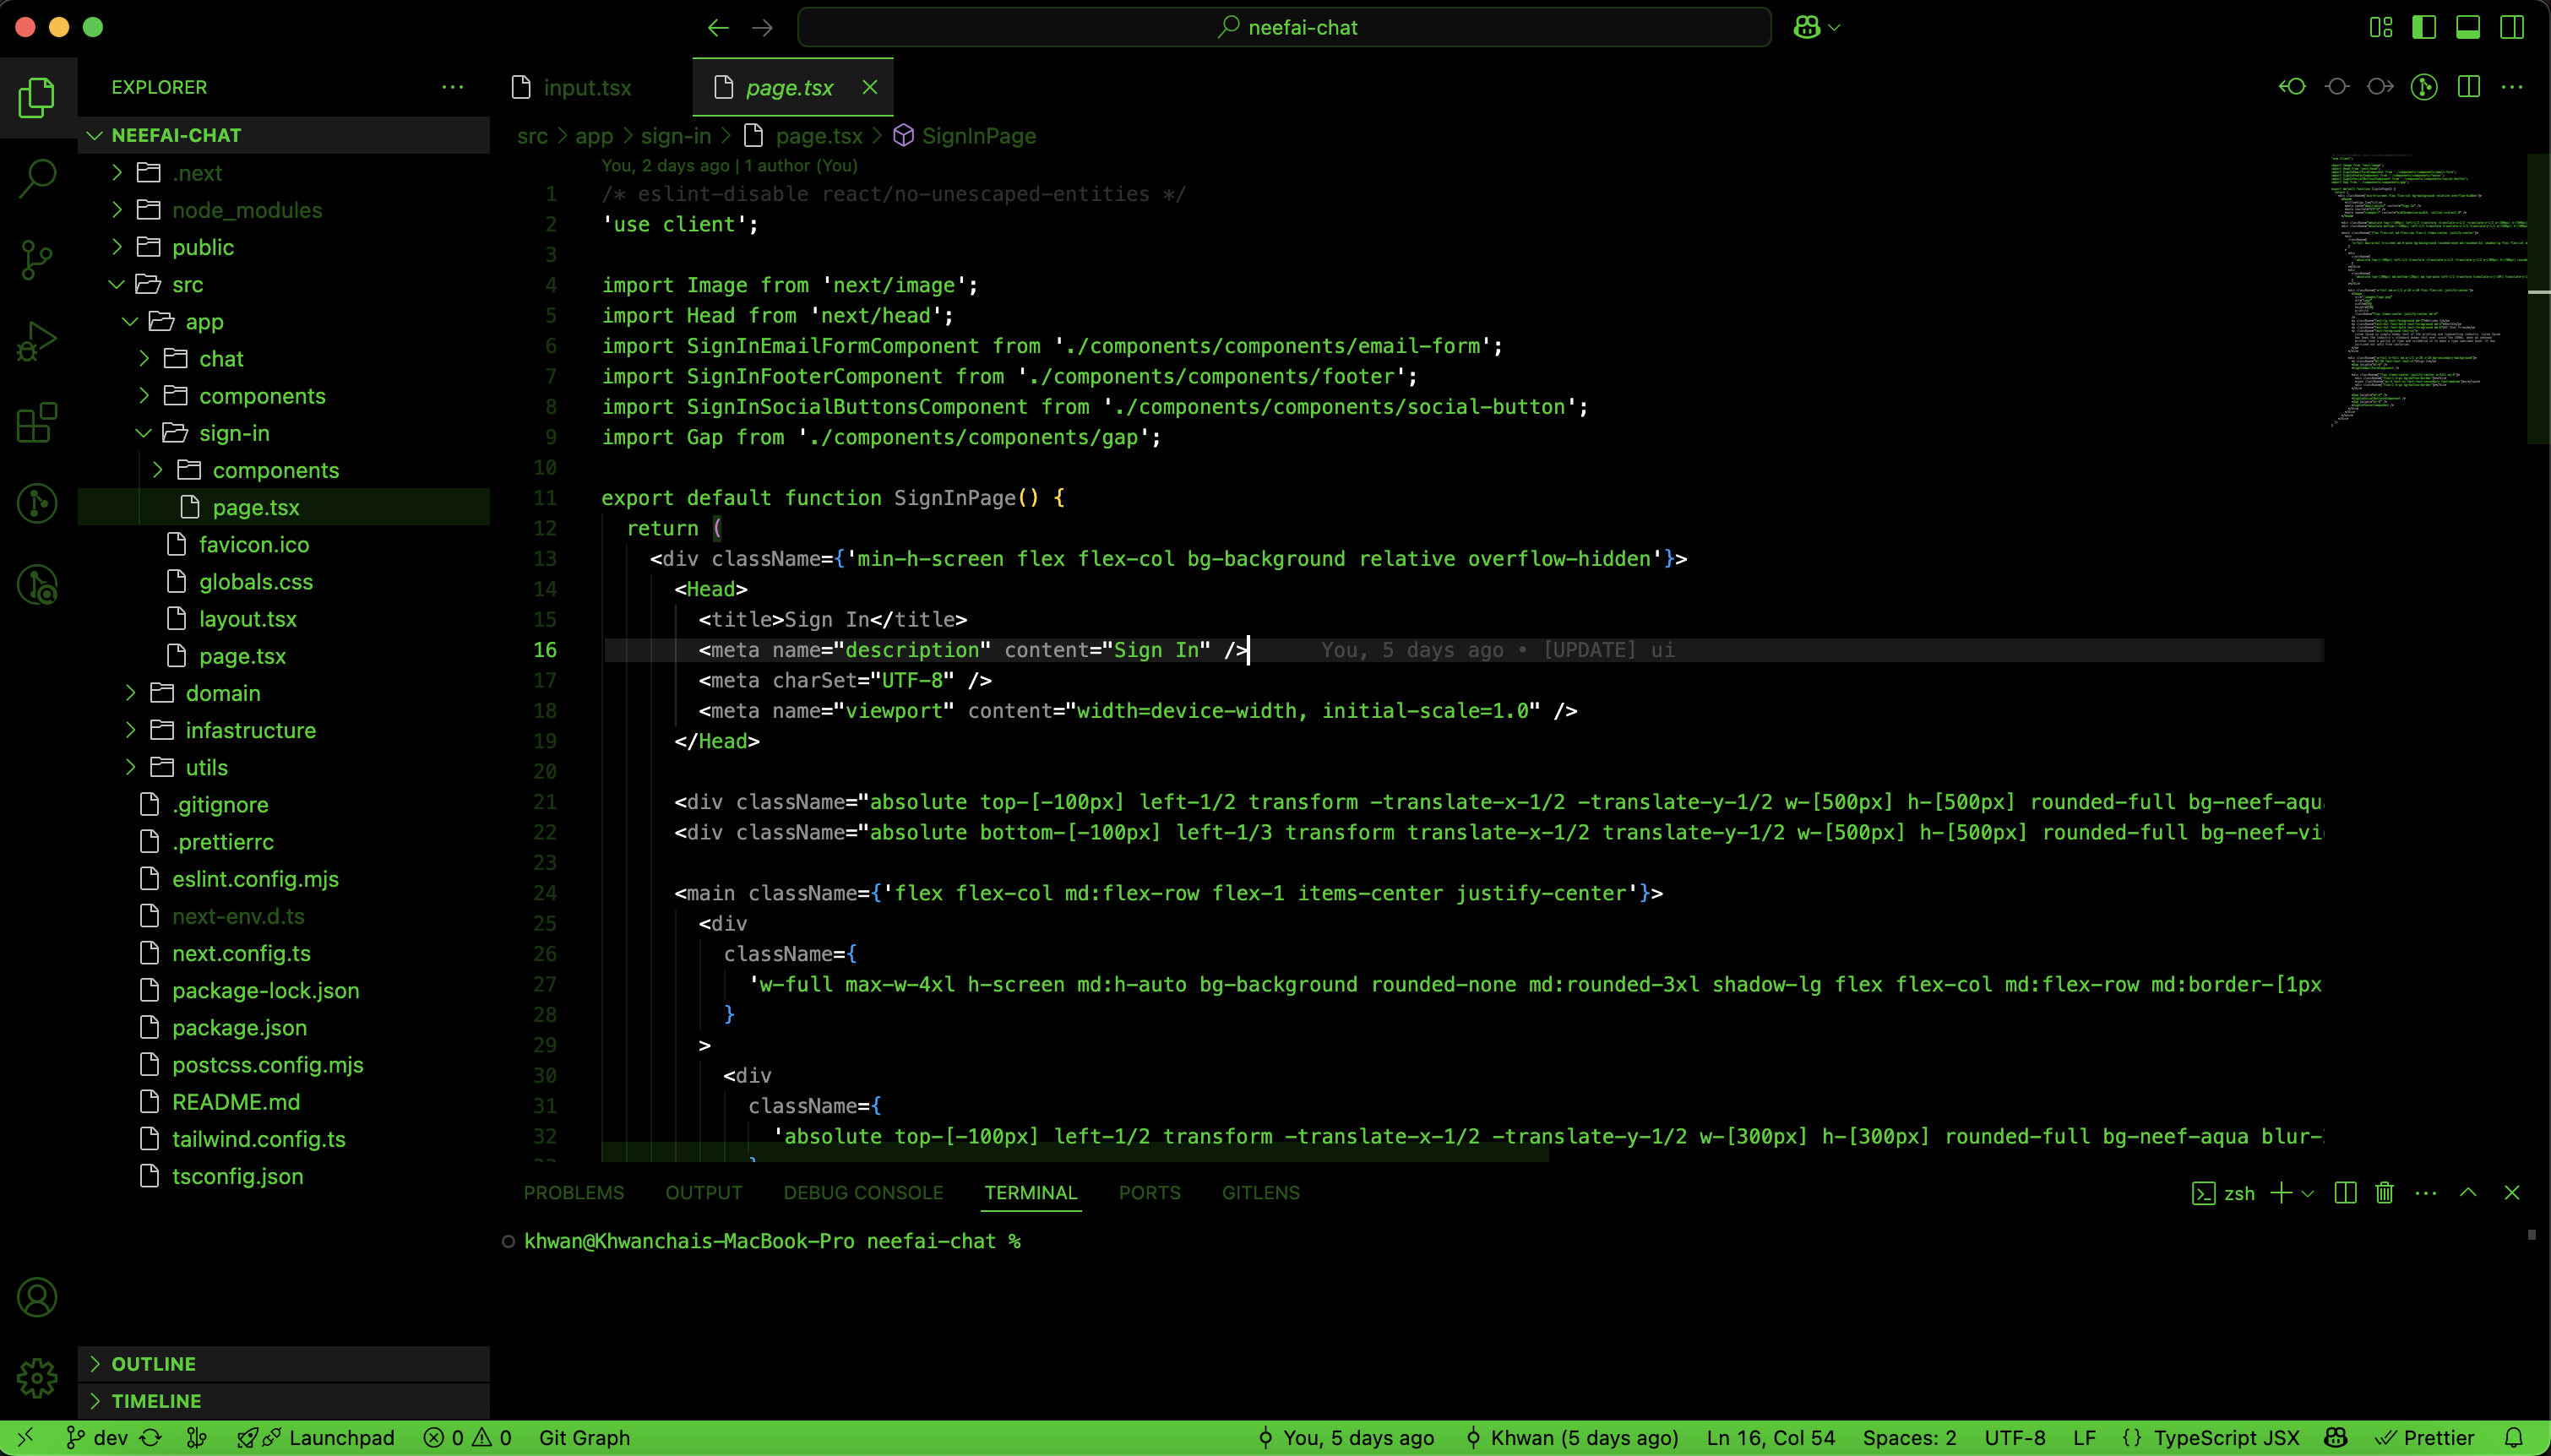 neefai-chat
EXPLORER
input.tsx
page.tsx
NEEFAI-CHAT
.next
node_modules
public
src
app
chat
components
sign-in
components
page.tsx
favicon.ico
globals.css
layout.tsx
page.tsx
domain
infastructure
utils
.gitignore
.prettierrc
eslint.config.mjs
next-env.d.ts
next.config.ts
package-lock.json
package.json
postcss.config.mjs
README.md
tailwind.config.ts
tsconfig.json
OUTLINE
TIMELINE
src > app > sign-in > page.tsx > SignInPage
You, 2 days ago | 1 author (You)
1 /* eslint-disable react/no-unescaped-entities */
2 'use client';
3
4 import Image from 'next/image';
5 import Head from 'next/head';
6 import SignInEmailFormComponent from './components/components/email-form';
7 import SignInFooterComponent from './components/components/footer';
8 import SignInSocialButtonsComponent from './components/components/social-button';
9 import Gap from './components/components/gap';
10
11 export default function SignInPage() {
12 return (
13 <div className={'min-h-screen flex flex-col bg-background relative overflow-hidden'}>
14 <Head>
15 <title>Sign In</title>
16 <meta name="description" content="Sign In" /> You, 5 days ago • [UPDATE] ui
17 <meta charSet="UTF-8" />
18 <meta name="viewport" content="width=device-width, initial-scale=1.0" />
19 </Head>
20
21 <div className="absolute top-[-100px] left-1/2 transform -translate-x-1/2 -translate-y-1/2 w-[500px] h-[500px] rounded-full bg-neef-aqu
22 <div className="absolute bottom-[-100px] left-1/3 transform translate-x-1/2 translate-y-1/2 w-[500px] h-[500px] rounded-full bg-neef-vi
23
24 <main className={'flex flex-col md:flex-row flex-1 items-center justify-center'}>
25 <div
26 className={
27 'w-full max-w-4xl h-screen md:h-auto bg-background rounded-none md:rounded-3xl shadow-lg flex flex-col md:flex-row md:border-[1px
28 }
29 >
30 <div
31 className={
32 'absolute top-[-100px] left-1/2 transform -translate-x-1/2 -translate-y-1/2 w-[300px] h-[300px] rounded-full bg-neef-aqua blur-
PROBLEMS OUTPUT DEBUG CONSOLE TERMINAL PORTS GITLENS zsh
khwan@Khwanchais-MacBook-Pro neefai-chat %
dev Launchpad 0 0 Git Graph You, 5 days ago Khwan (5 days ago) Ln 16, Col 54 Spaces: 2 UTF-8 LF {} TypeScript JSX Prettier